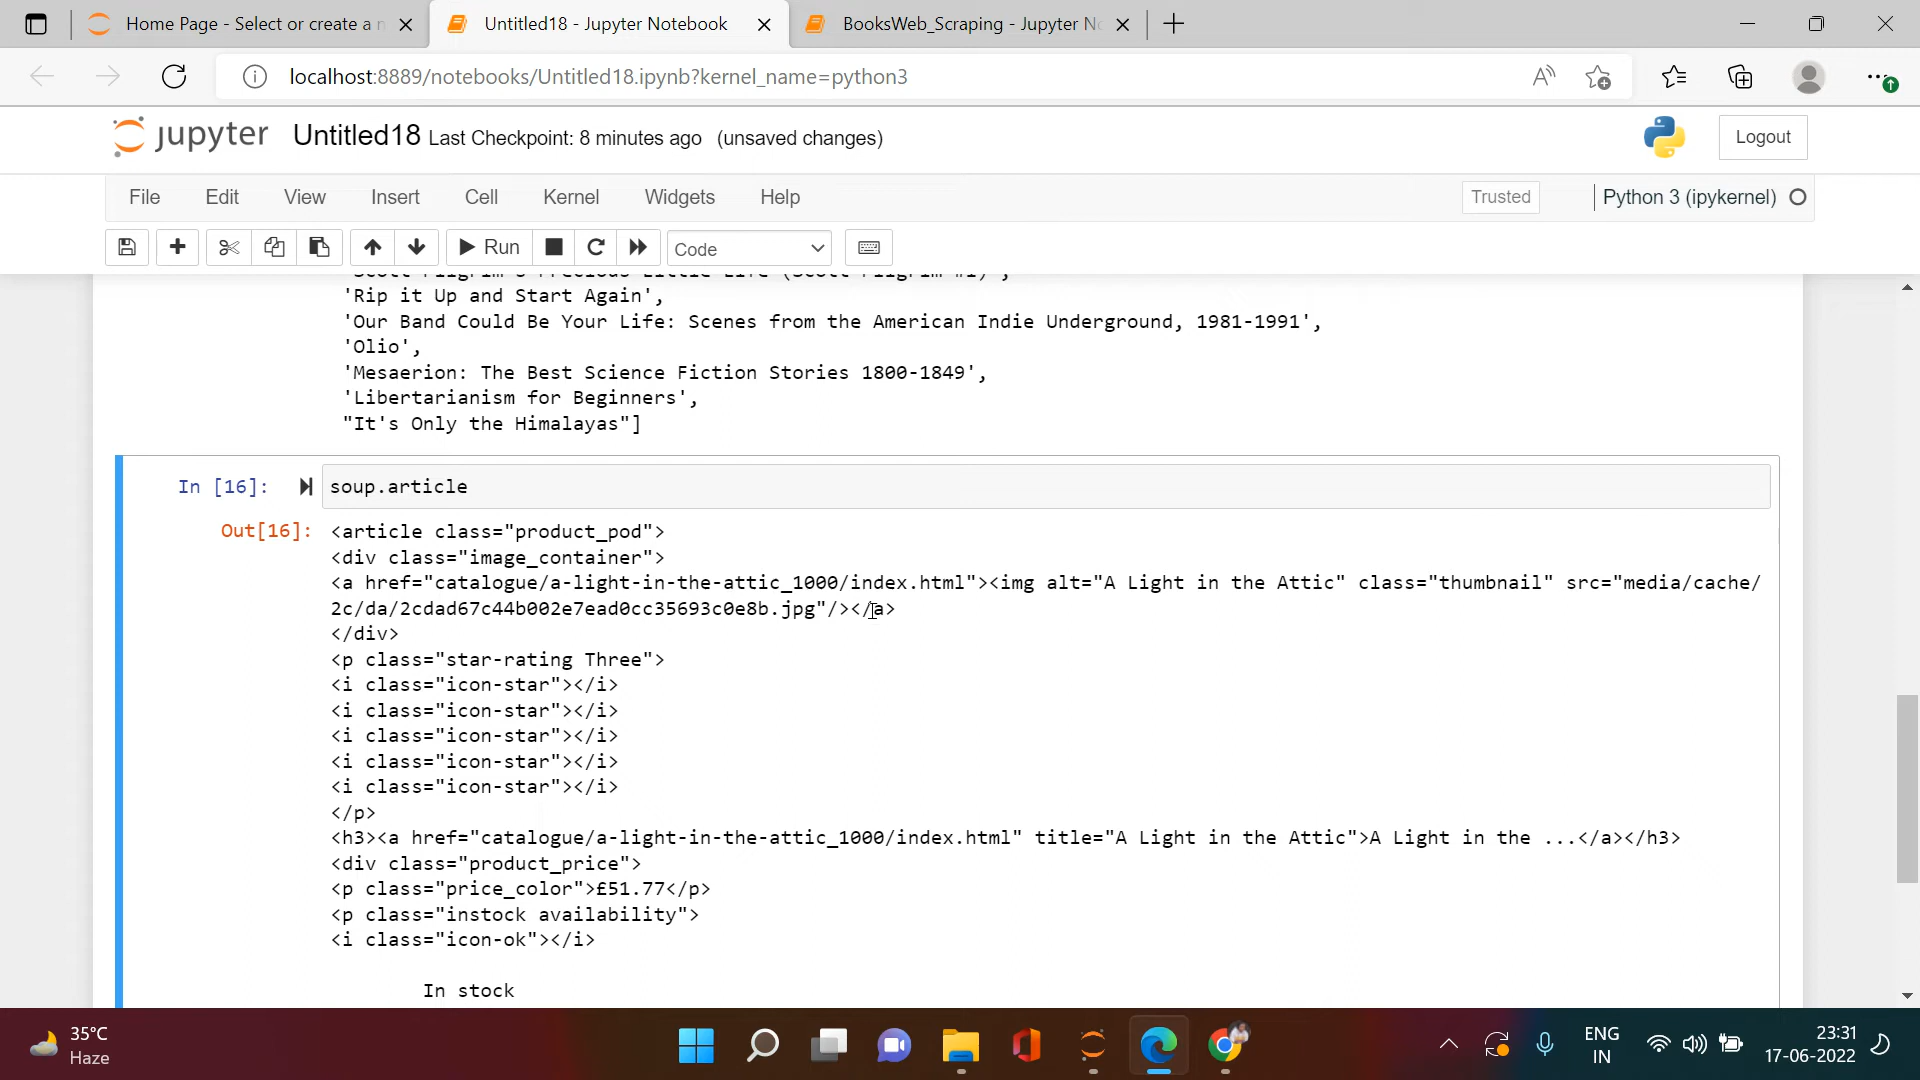 Home Page - Select or create a n
Untitled18 - Jupyter Notebook
BooksWeb_Scraping - Jupyter No
localhost:8889/notebooks/Untitled18.ipynb?kernel_name=python3
jupyter Untitled18 Last Checkpoint: 8 minutes ago (unsaved changes)
Logout
File Edit View Insert Cell Kernel Widgets Help
Trusted
Python 3 (ipykernel)
Run
Code
'Scott Pilgrim's Precious Little Life (Scott Pilgrim #1)',
'Rip it Up and Start Again',
'Our Band Could Be Your Life: Scenes from the American Indie Underground, 1981-1991',
'Olio',
'Mesaerion: The Best Science Fiction Stories 1800-1849',
'Libertarianism for Beginners',
"It's Only the Himalayas"]
In [16]: soup.article
Out[16]: <article class="product_pod">
<div class="image_container">
<a href="catalogue/a-light-in-the-attic_1000/index.html"><img alt="A Light in the Attic" class="thumbnail" src="media/cache/
2c/da/2cdad67c44b002e7ead0cc35693c0e8b.jpg"/></a>
</div>
<p class="star-rating Three">
<i class="icon-star"></i>
<i class="icon-star"></i>
<i class="icon-star"></i>
<i class="icon-star"></i>
<i class="icon-star"></i>
</p>
<h3><a href="catalogue/a-light-in-the-attic_1000/index.html" title="A Light in the Attic">A Light in the ...</a></h3>
<div class="product_price">
<p class="price_color">£51.77</p>
<p class="instock availability">
<i class="icon-ok"></i>
In stock
35°C
Haze
ENG
IN
23:31
17-06-2022